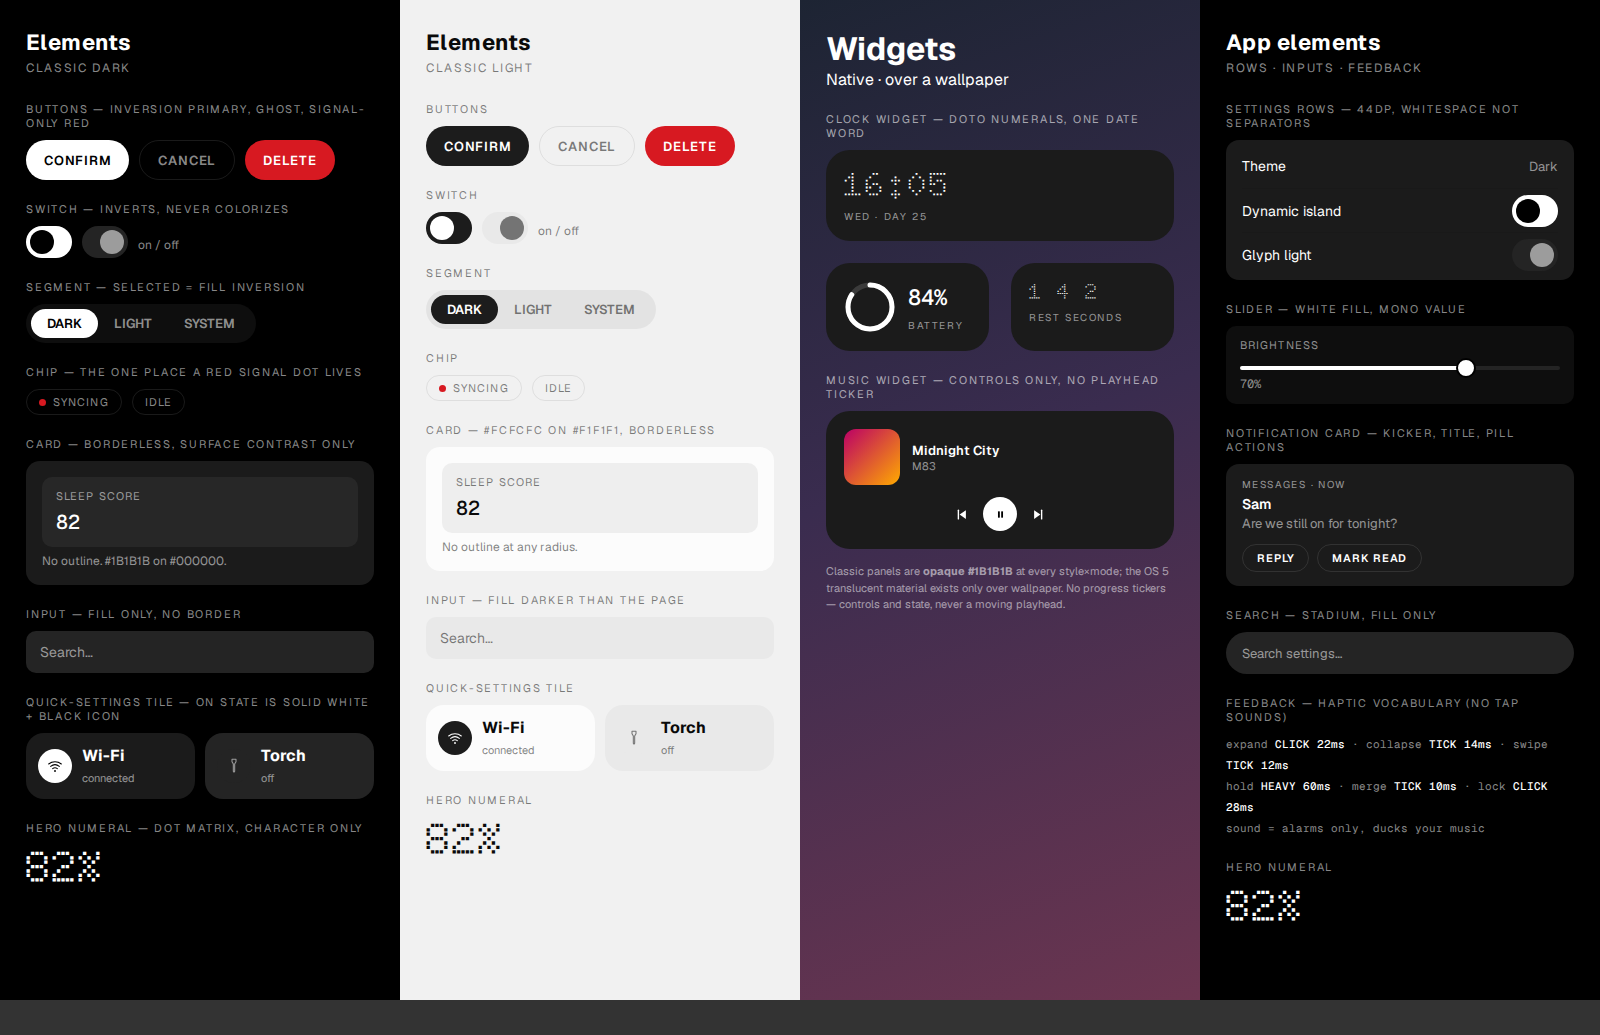 Elements
CLASSIC DARK
BUTTONS — INVERSION PRIMARY, GHOST, SIGNAL-
ONLY RED
CONFIRM
CANCEL
DELETE
SWITCH — INVERTS, NEVER COLORIZES
on / off
SEGMENT — SELECTED = FILL INVERSION
DARK
LIGHT
SYSTEM
CHIP — THE ONE PLACE A RED SIGNAL DOT LIVES
SYNCING
IDLE
CARD — BORDERLESS, SURFACE CONTRAST ONLY
SLEEP SCORE
82
No outline. #1B1B1B on #000000.
INPUT — FILL ONLY, NO BORDER
Search...
QUICK-SETTINGS TILE — ON STATE IS SOLID WHITE
+ BLACK ICON
Wi-Fi
connected
Torch
off
HERO NUMERAL — DOT MATRIX, CHARACTER ONLY
82%
Elements
CLASSIC LIGHT
BUTTONS
CONFIRM
CANCEL
DELETE
SWITCH
on / off
SEGMENT
DARK
LIGHT
SYSTEM
CHIP
SYNCING
IDLE
CARD — #FCFCFC ON #F1F1F1, BORDERLESS
SLEEP SCORE
82
No outline at any radius.
INPUT — FILL DARKER THAN THE PAGE
Search...
QUICK-SETTINGS TILE
Wi-Fi
connected
Torch
off
HERO NUMERAL
82%
Widgets
Native · over a wallpaper
CLOCK WIDGET — DOTO NUMERALS, ONE DATE
WORD
16:05
WED · DAY 25
84%
BATTERY
1 4 2
REST SECONDS
MUSIC WIDGET — CONTROLS ONLY, NO PLAYHEAD
TICKER
Midnight City
M83
Classic panels are opaque #1B1B1B at every style×mode; the OS 5
translucent material exists only over wallpaper. No progress tickers
— controls and state, never a moving playhead.
App elements
ROWS · INPUTS · FEEDBACK
SETTINGS ROWS — 44DP, WHITESPACE NOT
SEPARATORS
Theme
Dark
Dynamic island
Glyph light
SLIDER — WHITE FILL, MONO VALUE
BRIGHTNESS
70%
NOTIFICATION CARD — KICKER, TITLE, PILL
ACTIONS
MESSAGES · NOW
Sam
Are we still on for tonight?
REPLY
MARK READ
SEARCH — STADIUM, FILL ONLY
Search settings...
FEEDBACK — HAPTIC VOCABULARY (NO TAP
SOUNDS)
expand CLICK 22ms · collapse TICK 14ms · swipe
TICK 12ms
hold HEAVY 60ms · merge TICK 10ms · lock CLICK
28ms
sound = alarms only, ducks your music
HERO NUMERAL
82%